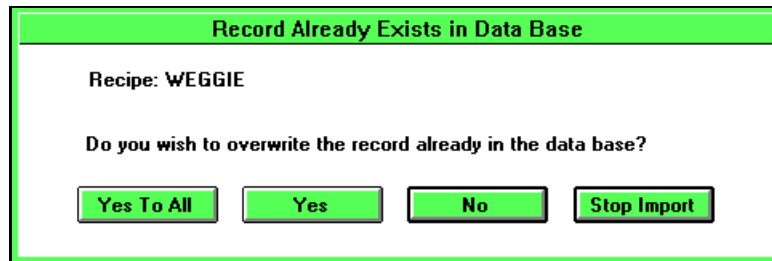 Record Already Exists in Data Base
Recipe: WEGGIE
Do you wish to overwrite the record already in the data base?
Yes To All Yes No Stop Import